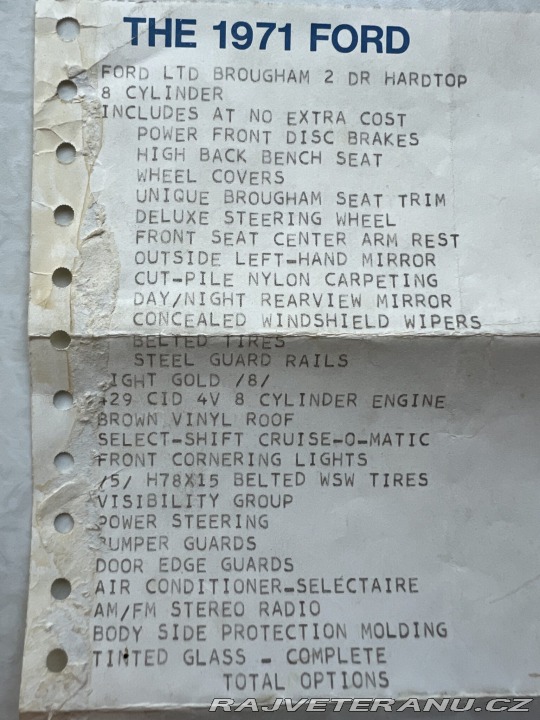 THE 1971 FORD
FORD LTD BROUGHAM 2 DR HARDTOP
8 CYLINDER
INCLUDES AT NO EXTRA COST
POWER FRONT DISC BRAKES
HIGH BACK BENCH SEAT
WHEEL COVERS
UNIQUE BROUGHAM SEAT TRIM
DELUXE STEERING WHEEL
FRONT SEAT CENTER ARM REST
OUTSIDE LEFT-HAND MIRROR
CUT-PILE NYLON CARPETING
DAY/NIGHT REARVIEW MIRROR
CONCEALED WINDSHIELD WIPERS
BELTED TIRES
STEEL GUARD RAILS
LIGHT GOLD /8/
429 CID 4V 8 CYLINDER ENGINE
BROWN VINYL ROOF
SELECT-SHIFT CRUISE-O-MATIC
FRONT CORNERING LIGHTS
/5/ H78X15 BELTED WSW TIRES
VISIBILITY GROUP
POWER STEERING
BUMPER GUARDS
DOOR EDGE GUARDS
AIR CONDITIONER-SELECTAIRE
AM/FM STEREO RADIO
BODY SIDE PROTECTION MOLDING
TINTED GLASS - COMPLETE
TOTAL OPTIONS
RAJVETERANU.CZ